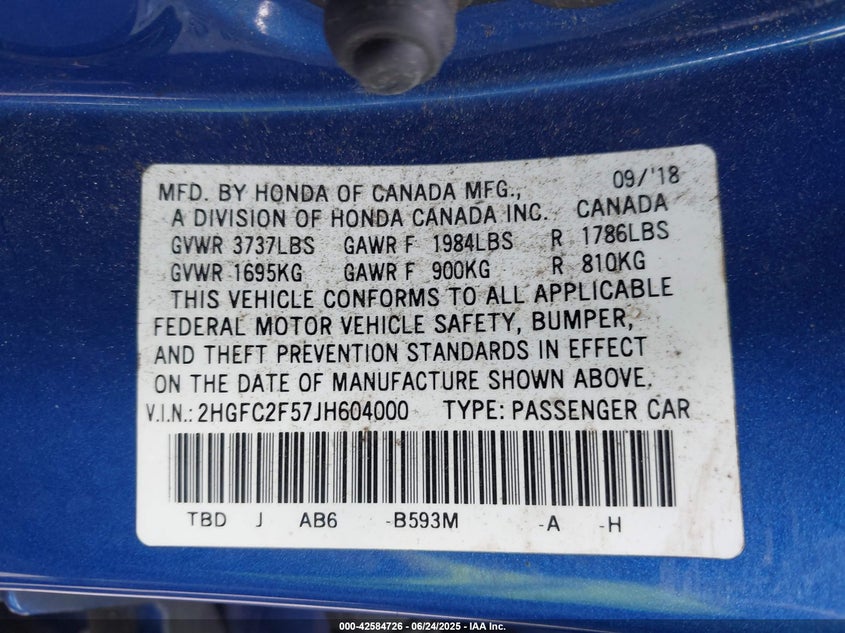 MFD. BY HONDA OF CANADA MFG., 09/'18
A DIVISION OF HONDA CANADA INC. CANADA
GVWR 3737LBS GAWR F 1984LBS R 1786LBS
GVWR 1695KG GAWR F 900KG R 810KG
THIS VEHICLE CONFORMS TO ALL APPLICABLE
FEDERAL MOTOR VEHICLE SAFETY, BUMPER,
AND THEFT PREVENTION STANDARDS IN EFFECT
ON THE DATE OF MANUFACTURE SHOWN ABOVE.
V.I.N.: 2HGFC2F57JH604000 TYPE: PASSENGER CAR
TBD J AB6 -B593M -A -H
000-42584726 - 06/24/2025 - IAA Inc.